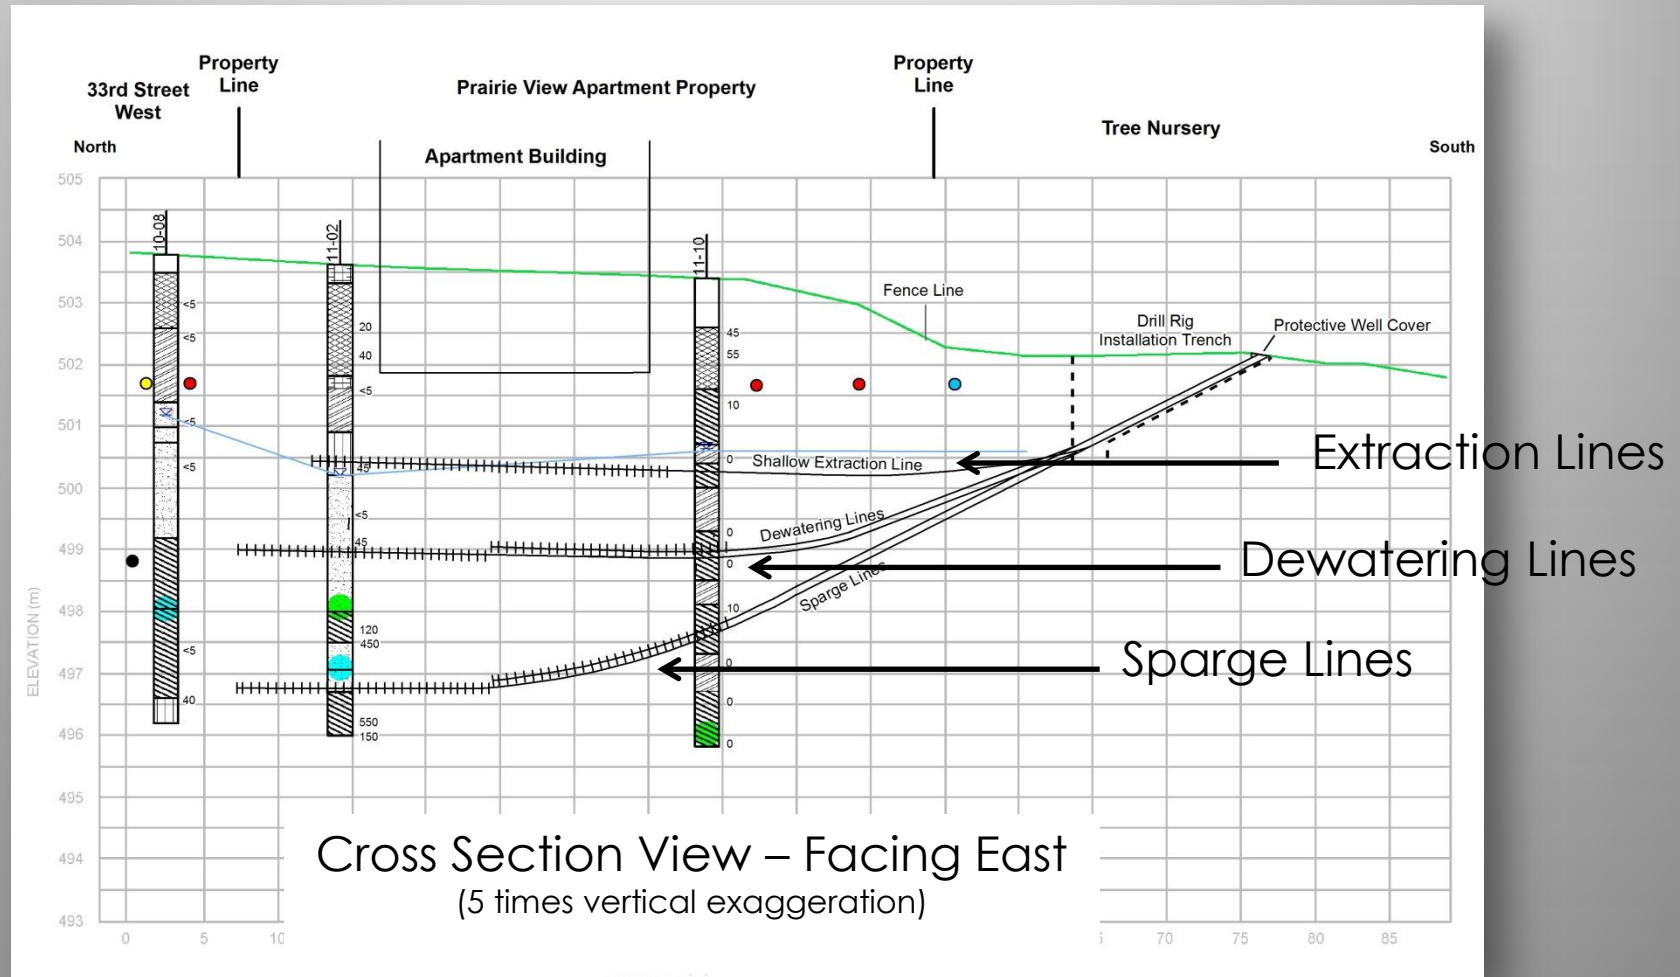 33rd Street
West
Property
Line
Prairie View Apartment Property
Property
Line
Tree Nursery
North
Apartment Building
South
505
504
503
502
501
500
499
498
497
496
495
494
493
ELEVATION (m)
10-08
<5
<5
<5
<5
<5
40
11-02
20
40
<5
45
<5
45
120
450
550
150
11-10
45
55
10
0
0
0
10
0
0
0
Fence Line
Drill Rig
Installation Trench
Protective Well Cover
Shallow Extraction Line
Dewatering Lines
Sparge Lines
Extraction Lines
Dewatering Lines
Sparge Lines
Cross Section View – Facing East
(5 times vertical exaggeration)
0 5 10 70 75 80 85